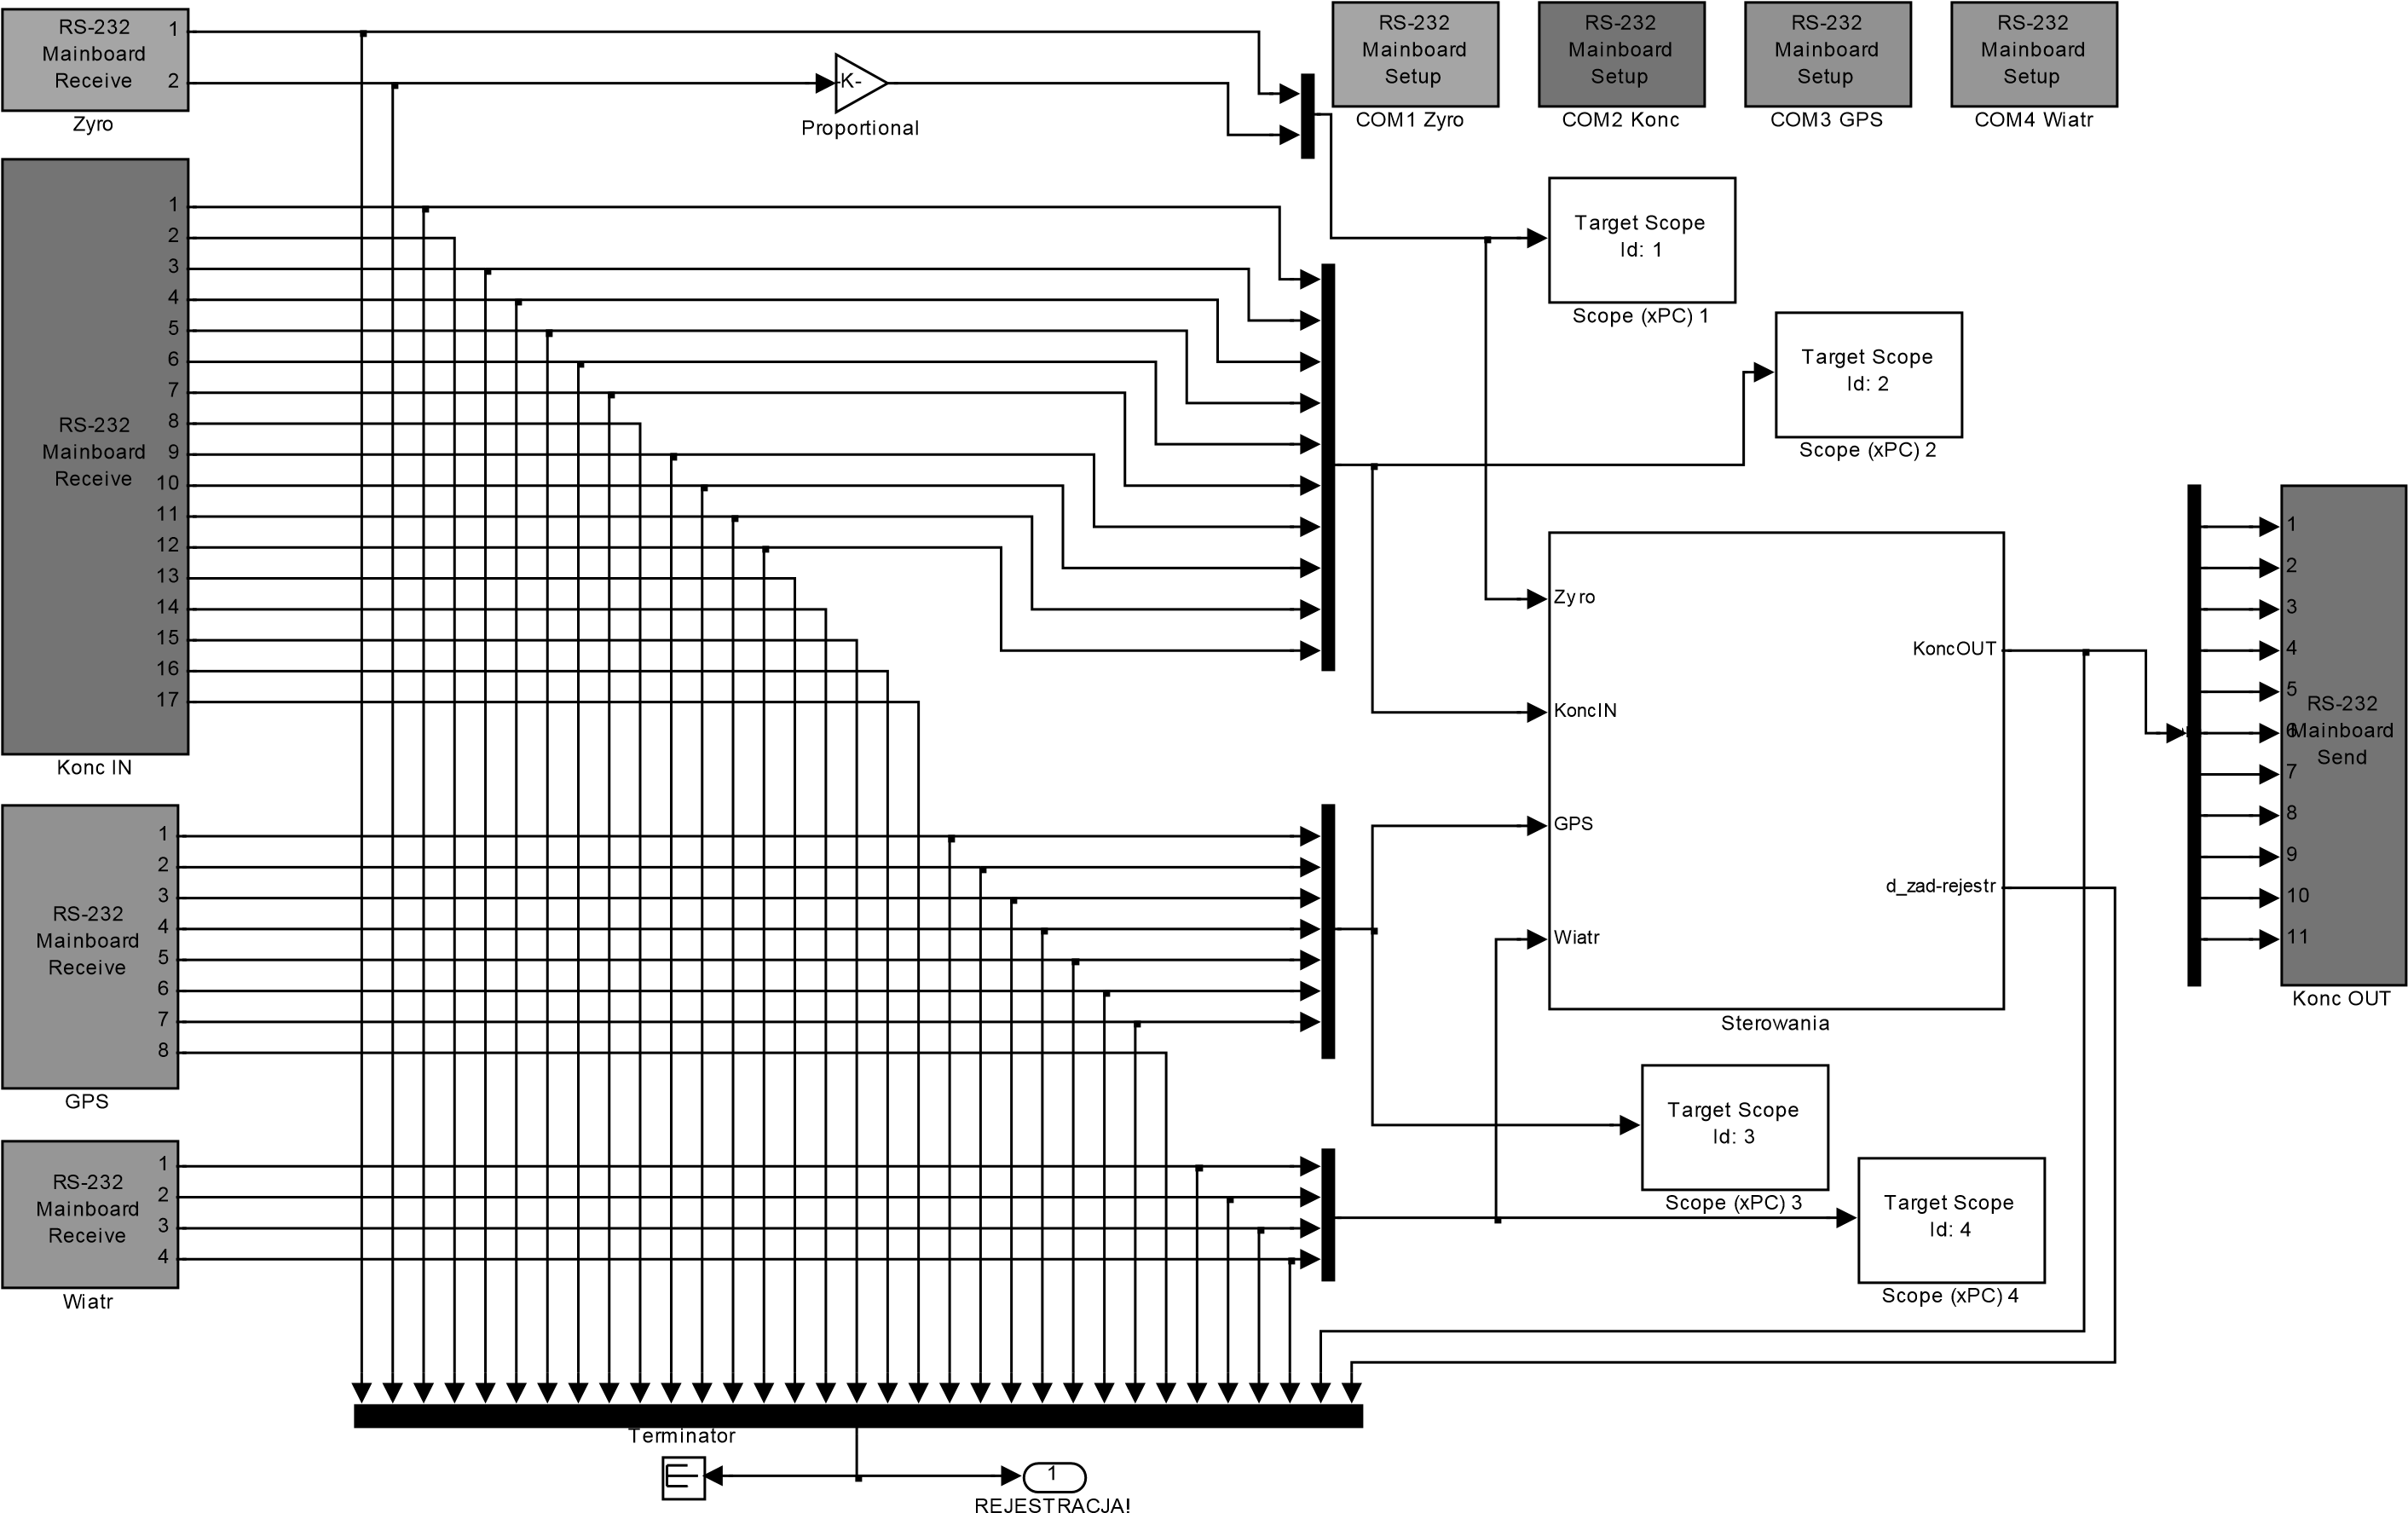 RS-232
Mainboard
Receive
1
2
Zyro
-K-
Proportional
RS-232
Mainboard
Setup
COM1 Zyro
RS-232
Mainboard
Setup
COM2 Konc
RS-232
Mainboard
Setup
COM3 GPS
RS-232
Mainboard
Setup
COM4 Wiatr
1
2
3
4
5
6
7
8
9
10
11
12
13
14
15
16
17
RS-232
Mainboard
Receive
Konc IN
Target Scope
Id: 1
Scope (xPC) 1
Target Scope
Id: 2
Scope (xPC) 2
Zyro
KoncIN
GPS
Wiatr
KoncOUT
d_zad-rejestr
Sterowania
1
2
3
4
5
6
7
8
9
10
11
RS-232
Mainboard
Send
Konc OUT
1
2
3
4
5
6
7
8
RS-232
Mainboard
Receive
GPS
Target Scope
Id: 3
Scope (xPC) 3
1
2
3
4
RS-232
Mainboard
Receive
Wiatr
Target Scope
Id: 4
Scope (xPC) 4
Terminator
1
REJESTRACJA!